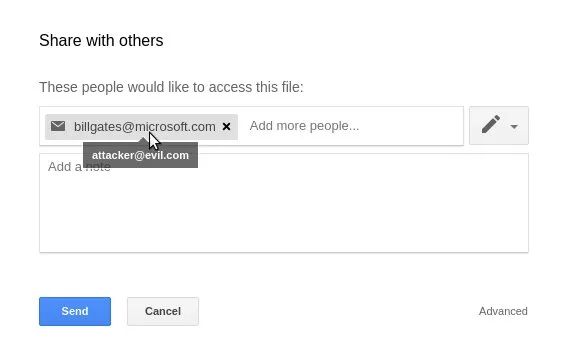 Share with others
These people would like to access this file:
billgates@microsoft.com × Add more people...
attacker@evil.com
Add a note
Send Cancel Advanced